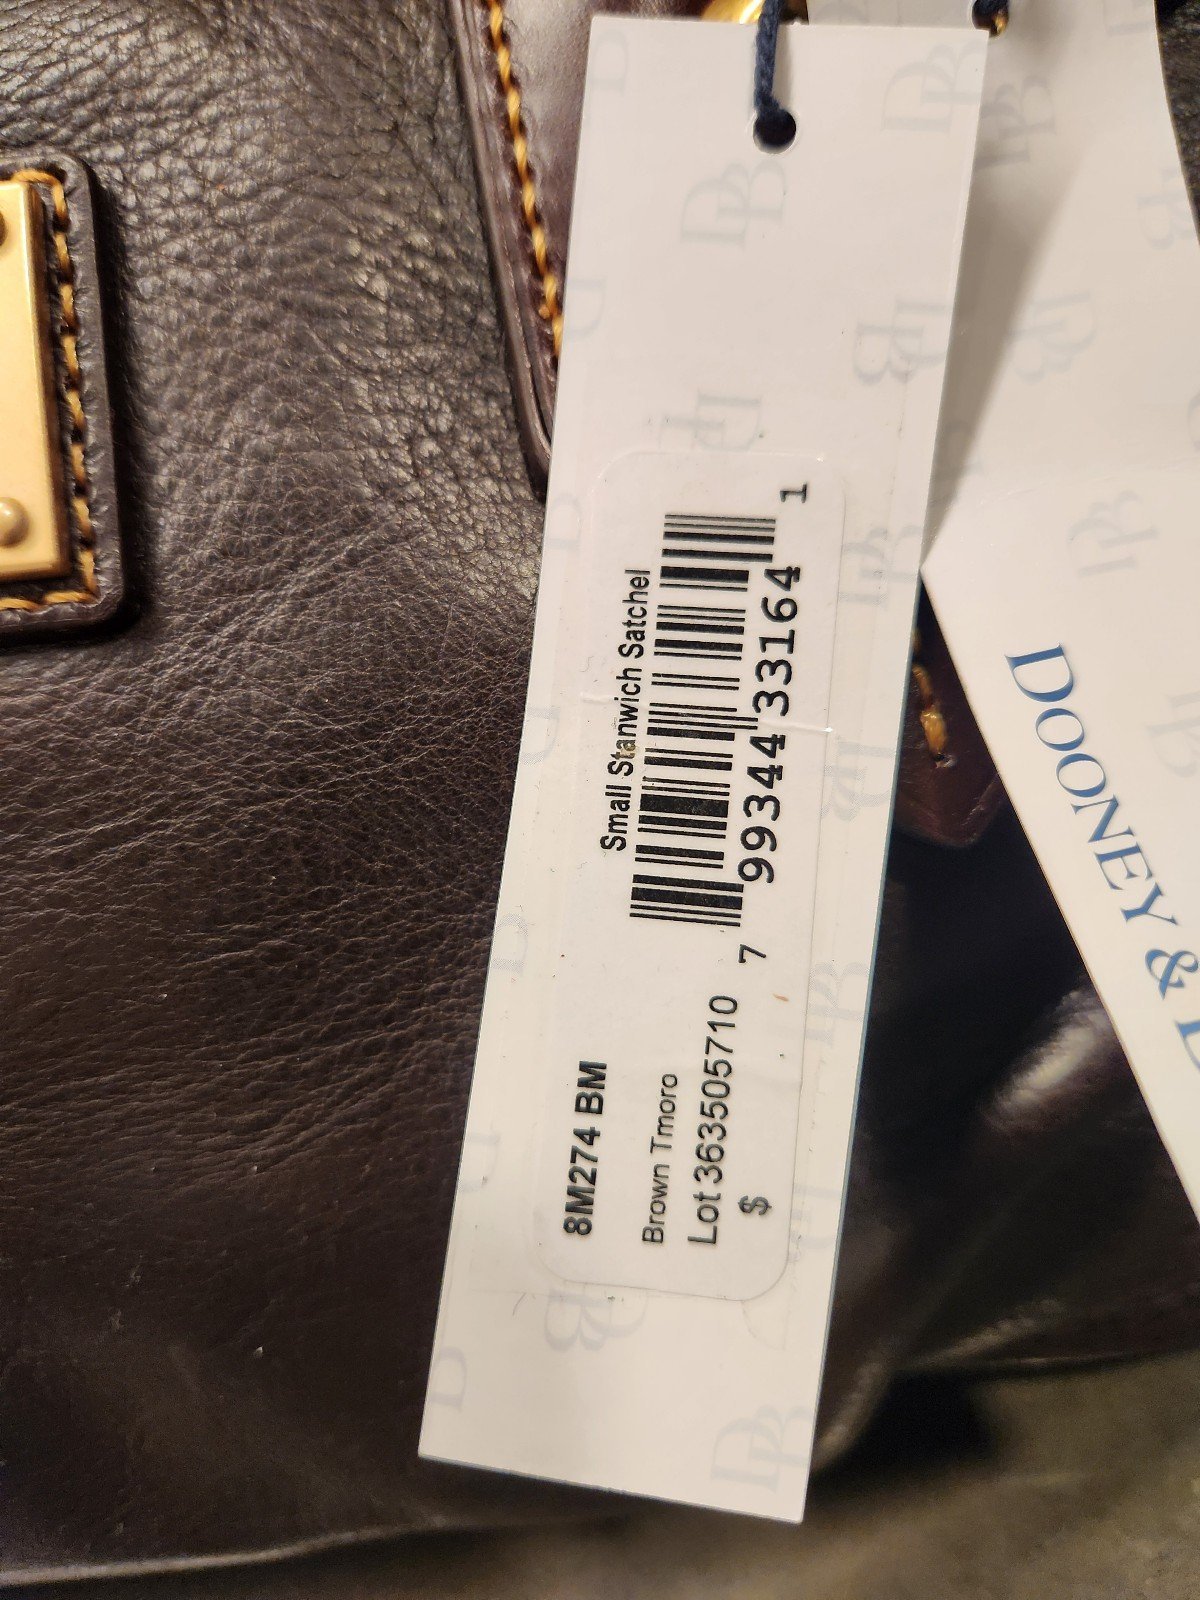 Small Stanwich Satchel
7 99344 33164 1
8M274 BM
Brown Tmoro
Lot 363505710
$
DOONEY &